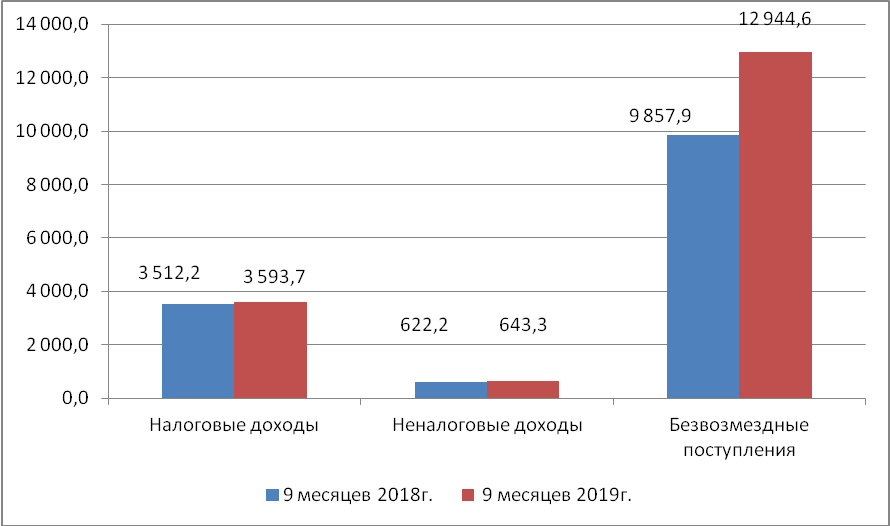 14 000,0
12 000,0
10 000,0
8 000,0
6 000,0
4 000,0
2 000,0
0,0
3 512,2
3 593,7
622,2
643,3
9 857,9
12 944,6
Налоговые доходы
Неналоговые доходы
Безвозмездные
поступления
9 месяцев 2018г.
9 месяцев 2019г.